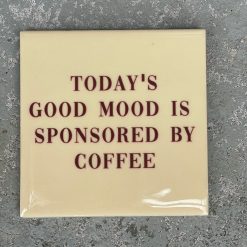 TODAY'S
GOOD MOOD IS
SPONSORED BY
COFFEE